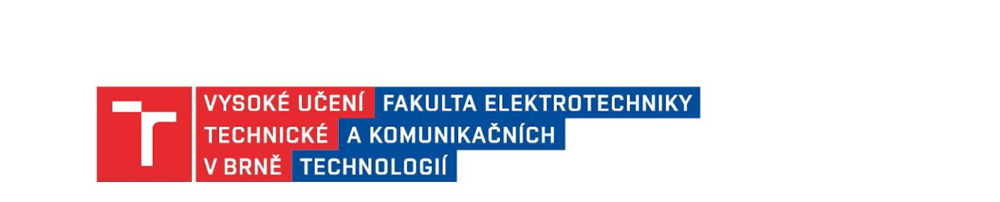 VYSOKÉ UČENÍ FAKULTA ELEKTROTECHNIKY
TECHNICKÉ A KOMUNIKAČNÍCH
V BRNĚ TECHNOLOGIÍ